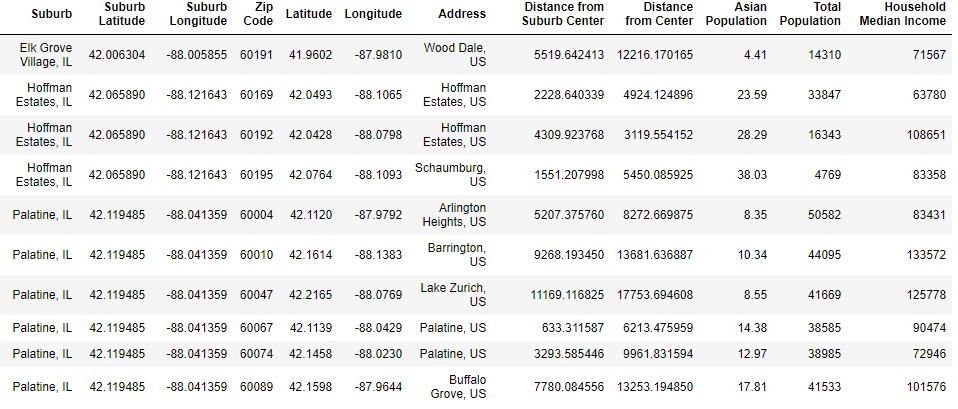 Suburb Suburb Latitude Suburb Longitude Zip Code Latitude Longitude Address Distance from Suburb Center Distance from Center Asian Population Total Population Household Median Income
Elk Grove Village, IL 42.006304 -88.005855 60191 41.9602 -87.9810 Wood Dale, US 5519.642413 12216.170165 4.41 14310 71567
Hoffman Estates, IL 42.065890 -88.121643 60169 42.0493 -88.1065 Hoffman Estates, US 2228.640339 4924.124896 23.59 33847 63780
Hoffman Estates, IL 42.065890 -88.121643 60192 42.0428 -88.0798 Hoffman Estates, US 4309.923768 3119.554152 28.29 16343 108651
Hoffman Estates, IL 42.065890 -88.121643 60195 42.0764 -88.1093 Schaumburg, US 1551.207998 5450.085925 38.03 4769 83358
Palatine, IL 42.119485 -88.041359 60004 42.1120 -87.9792 Arlington Heights, US 5207.375760 8272.669875 8.35 50582 83431
Palatine, IL 42.119485 -88.041359 60010 42.1614 -88.1383 Barrington, US 9268.193450 13681.636887 10.34 44095 133572
Palatine, IL 42.119485 -88.041359 60047 42.2165 -88.0769 Lake Zurich, US 11169.116825 17753.694608 8.55 41669 125778
Palatine, IL 42.119485 -88.041359 60067 42.1139 -88.0429 Palatine, US 633.311587 6213.475959 14.38 38585 90474
Palatine, IL 42.119485 -88.041359 60074 42.1458 -88.0230 Palatine, US 3293.585446 9961.831594 12.97 38985 72946
Palatine, IL 42.119485 -88.041359 60089 42.1598 -87.9644 Buffalo Grove, US 7780.084556 13253.194850 17.81 41533 101576